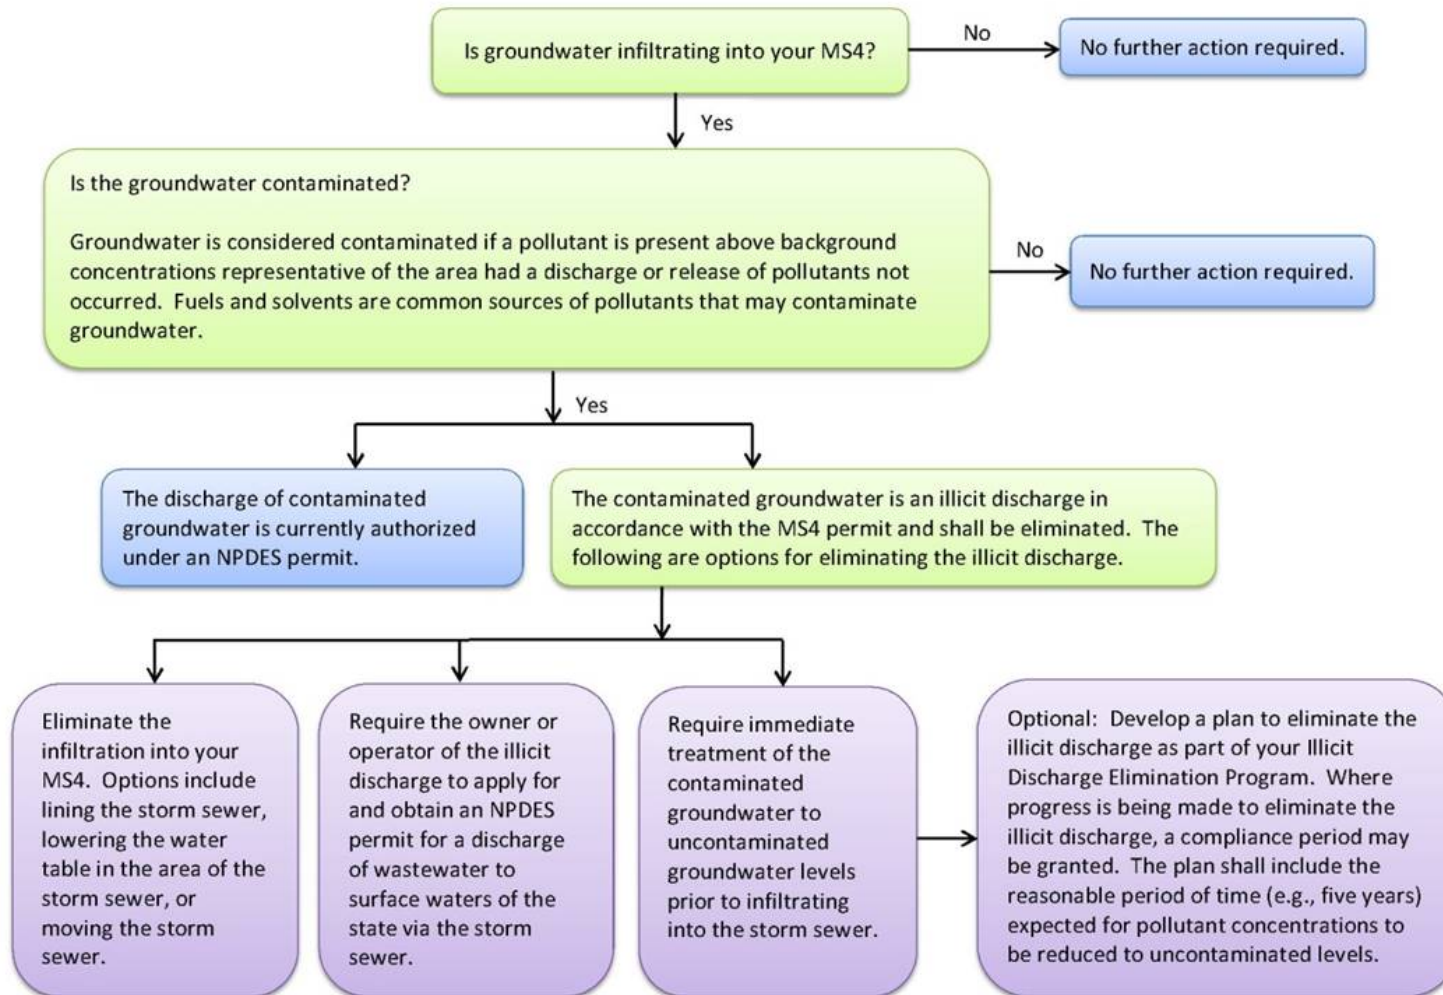 Is groundwater infiltrating into your MS4?
No
No further action required.
Yes
Is the groundwater contaminated?
Groundwater is considered contaminated if a pollutant is present above background
concentrations representative of the area had a discharge or release of pollutants not
occurred. Fuels and solvents are common sources of pollutants that may contaminate
groundwater.
No
No further action required.
Yes
The discharge of contaminated
groundwater is currently authorized
under an NPDES permit.
The contaminated groundwater is an illicit discharge in
accordance with the MS4 permit and shall be eliminated. The
following are options for eliminating the illicit discharge.
Eliminate the
infiltration into your
MS4. Options include
lining the storm sewer,
lowering the water
table in the area of the
storm sewer, or
moving the storm
sewer.
Require the owner or
operator of the illicit
discharge to apply for
and obtain an NPDES
permit for a discharge
of wastewater to
surface waters of the
state via the storm
sewer.
Require immediate
treatment of the
contaminated
groundwater to
uncontaminated
groundwater levels
prior to infiltrating
into the storm sewer.
Optional: Develop a plan to eliminate the
illicit discharge as part of your Illicit
Discharge Elimination Program. Where
progress is being made to eliminate the
illicit discharge, a compliance period may
be granted. The plan shall include the
reasonable period of time (e.g., five years)
expected for pollutant concentrations to
be reduced to uncontaminated levels.